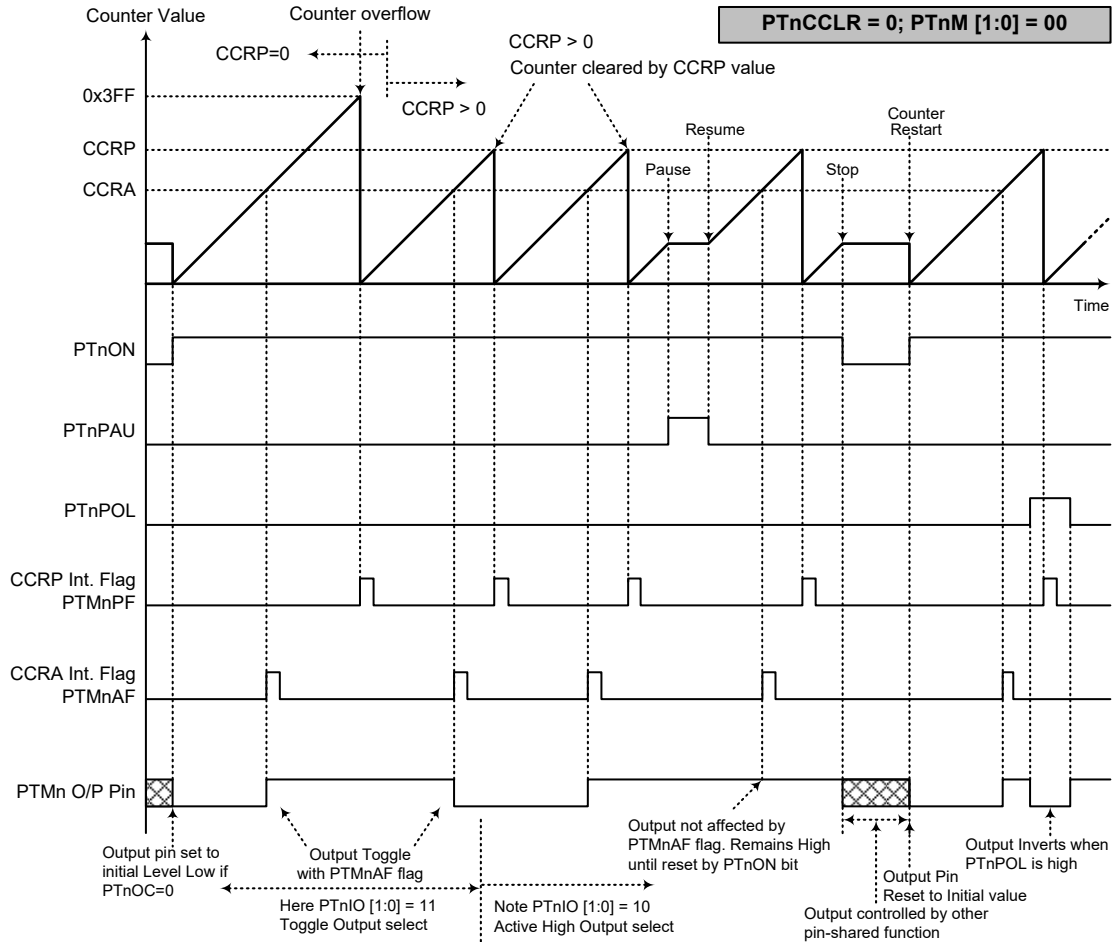 Counter Value
Counter overflow
PTnCCLR = 0; PTnM [1:0] = 00
CCRP=0
CCRP > 0
CCRP > 0
Counter cleared by CCRP value
0x3FF
CCRP
CCRA
Pause
Resume
Stop
Counter
Restart
Time
PTnON
PTnPAU
PTnPOL
CCRP Int. Flag
PTMnPF
CCRA Int. Flag
PTMnAF
PTMn O/P Pin
Output pin set to
initial Level Low if
PTnOC=0
Output Toggle
with PTMnAF flag
Here PTnIO [1:0] = 11
Toggle Output select
Note PTnIO [1:0] = 10
Active High Output select
Output not affected by
PTMnAF flag. Remains High
until reset by PTnON bit
Output Pin
Reset to Initial value
Output controlled by other
pin-shared function
Output Inverts when
PTnPOL is high